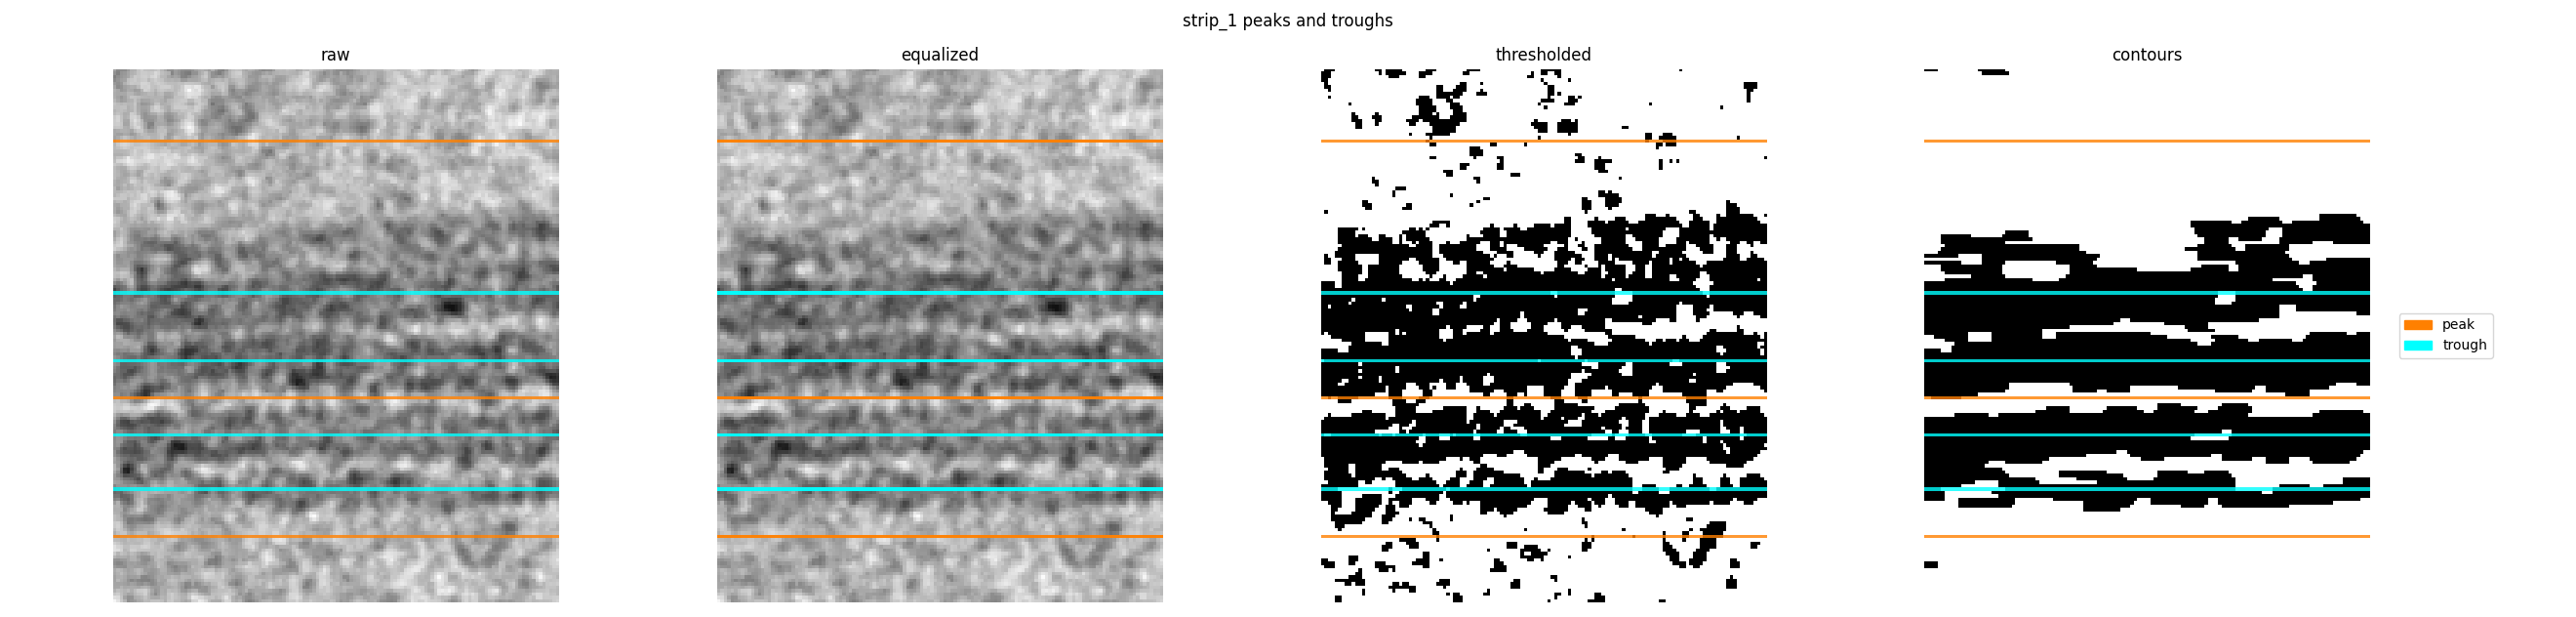 strip_1 peaks and troughs
raw
equalized
thresholded
contours
peak
trough